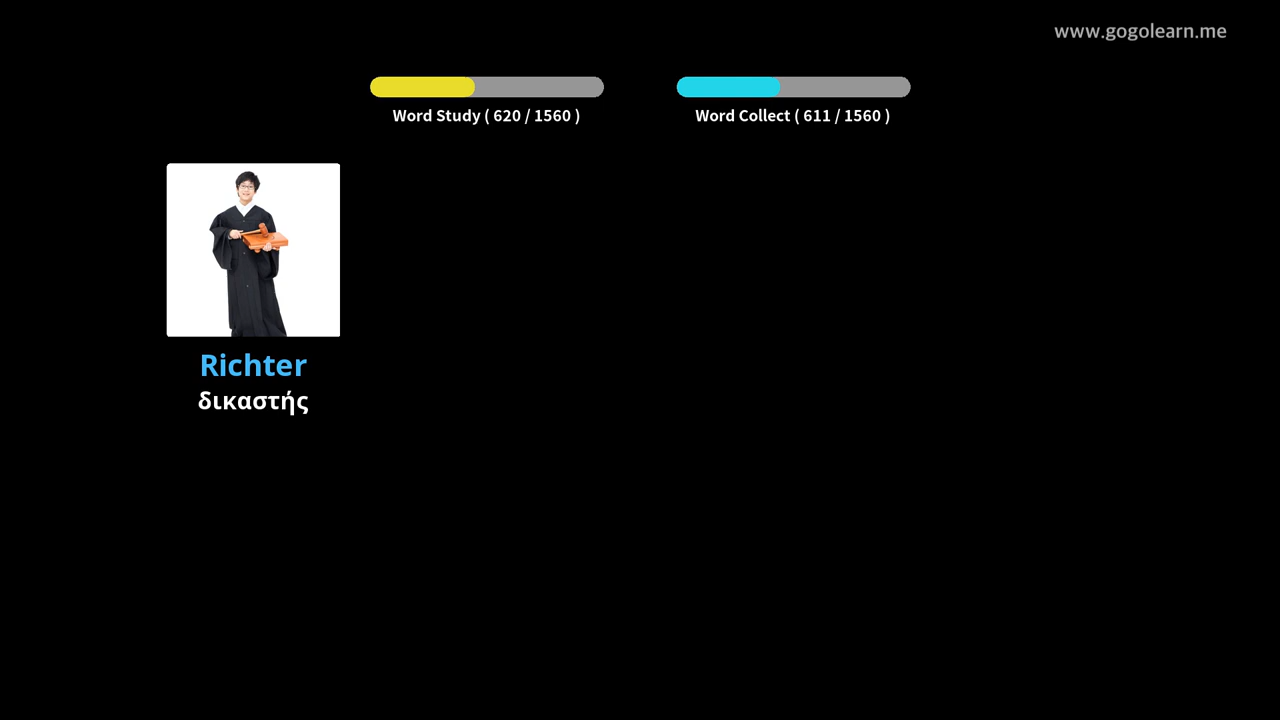 www.gogolearn.me
Word Study ( 620 / 1560 )
Word Collect ( 611 / 1560 )
Richter
δικαστής